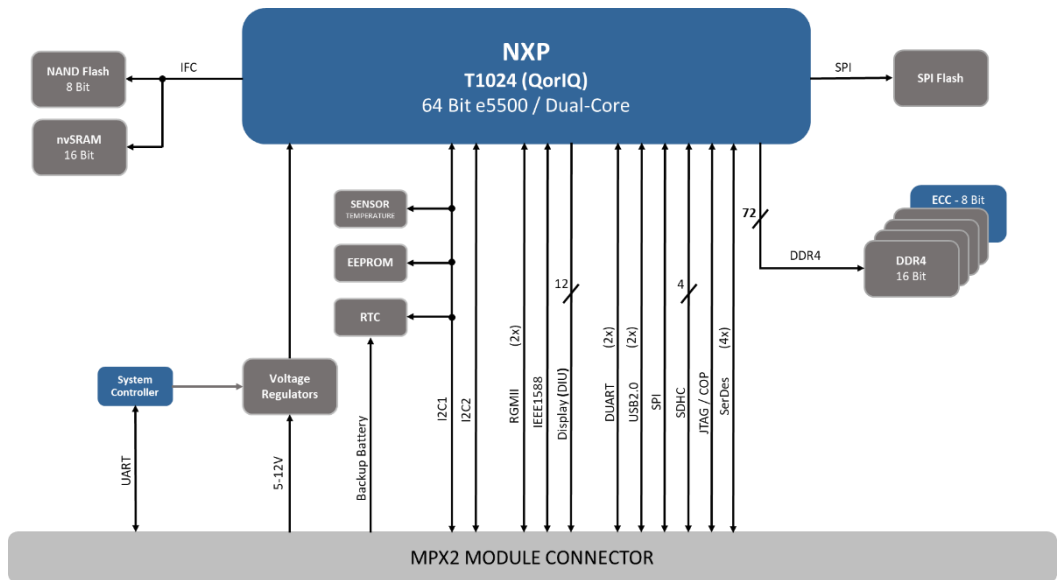 NXP
T1024 (QorIQ)
64 Bit e5500 / Dual-Core
NAND Flash
8 Bit
IFC
nvSRAM
16 Bit
SPI
SPI Flash
SENSOR
TEMPERATURE
EEPROM
RTC
72
ECC - 8 Bit
DDR4
DDR4
16 Bit
12
4
System
Controller
Voltage
Regulators
UART
5-12V
Backup Battery
I2C1
I2C2
RGMII (2x)
IEEE1588
Display (DIU)
DUART (2x)
USB2.0 (2x)
SPI
SDHC
JTAG / COP
SerDes (4x)
MPX2 MODULE CONNECTOR